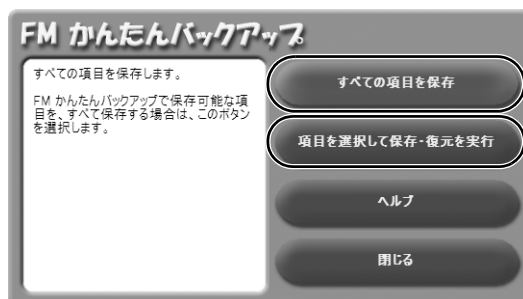 FM かんたんバックアップ
すべての項目を保存します。
FM かんたんバックアップで保存可能な項
目を、すべて保存する場合は、このボタン
を選択します。
すべての項目を保存
項目を選択して保存・復元を実行
ヘルプ
閉じる